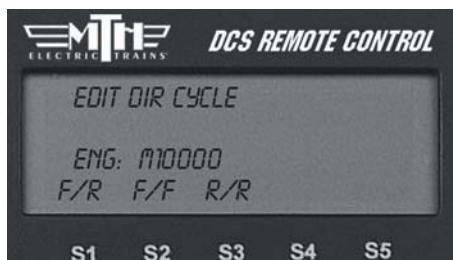 MTH
ELECTRIC TRAINS
DCS REMOTE CONTROL
EDIT DIR CYCLE
ENG: M10000
F/R F/F R/R
S1 S2 S3 S4 S5